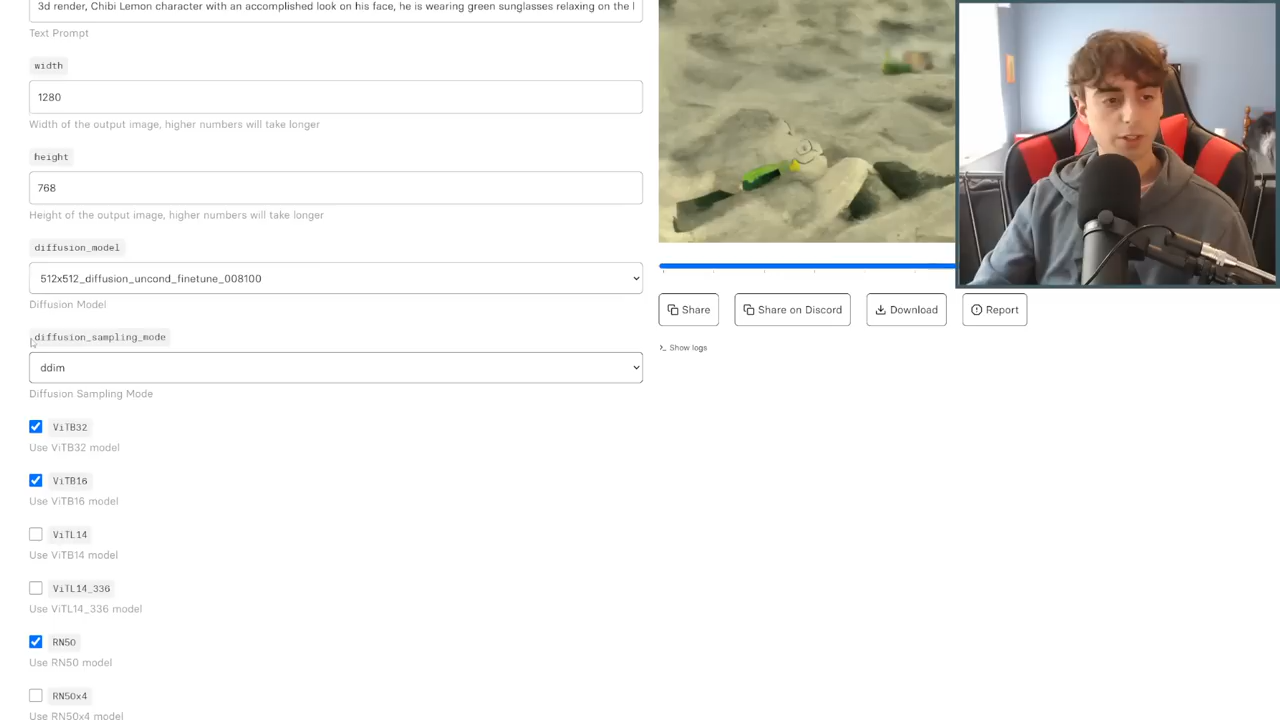 3d render, Chibi Lemon character with an accomplished look on his face, he is wearing green sunglasses relaxing on the
Text Prompt
width
1280
Width of the output image, higher numbers will take longer
height
768
Height of the output image, higher numbers will take longer
diffusion_model
512x512_diffusion_uncond_finetune_008100
Diffusion Model
diffusion_sampling_mode
ddim
Diffusion Sampling Mode
ViTB32
Use ViTB32 model
ViTB16
Use ViTB16 model
ViTL14
Use ViTB14 model
ViTL14_336
Use ViTL14_336 model
RN50
Use RN50 model
RN50x4
Use RN50x4 model
Share
Share on Discord
Download
Report
>_ Show logs